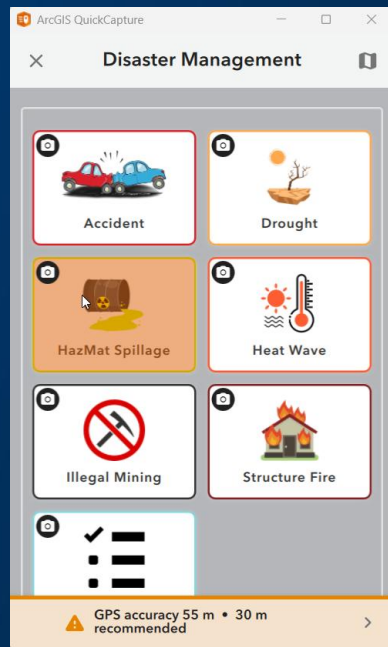 ArcGIS QuickCapture
Disaster Management
Accident
Drought
HazMat Spillage
Heat Wave
Illegal Mining
Structure Fire
GPS accuracy 55 m • 30 m
recommended